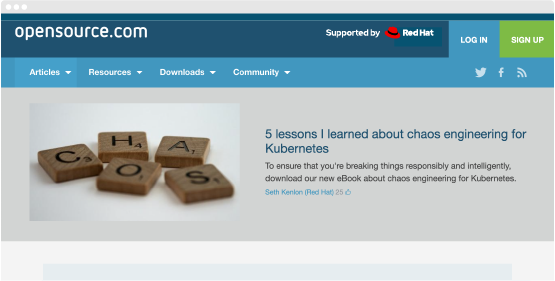 opensource.com
Supported by Red Hat
LOG IN
SIGN UP
Articles
Resources
Downloads
Community
5 lessons I learned about chaos engineering for
Kubernetes
To ensure that you're breaking things responsibly and intelligently,
download our new eBook about chaos engineering for Kubernetes.
Seth Kenlon (Red Hat) 25
C H A
O S